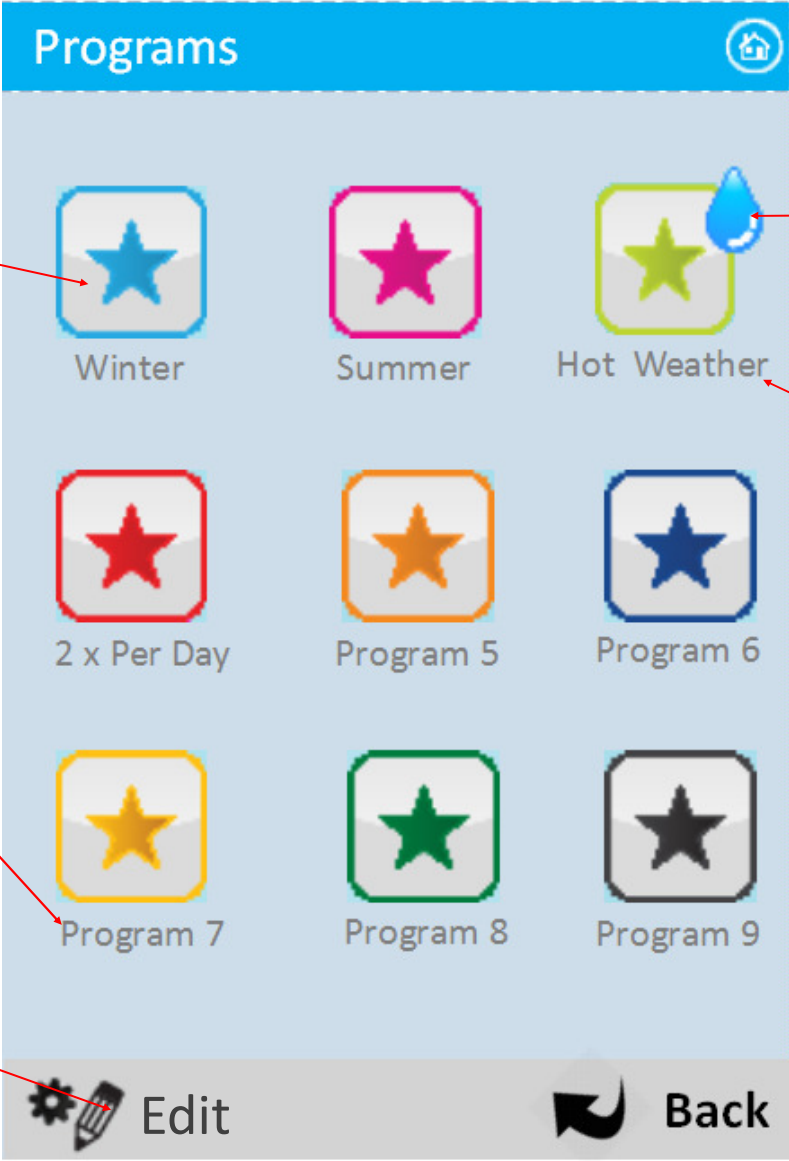 Programs
Winter
Summer
Hot Weather
2 x Per Day
Program 5
Program 6
Program 7
Program 8
Program 9
Edit
Back